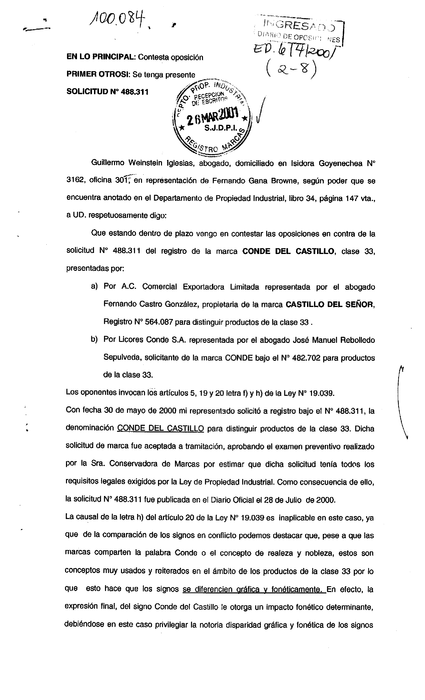 100.084.
INGRESADO
DIARIO DE OPOSICIONES
ED. 6/4/2001
(2-8)
EN LO PRINCIPAL: Contesta oposición
PRIMER OTROSI: Se tenga presente
SOLICITUD Nº 488.311
DPTO. PROP. INDUSTRIAL
RECEPCION
DE ESCRITOS
26 MAR 2001
S.J.D.P.I.
REGISTRO MARCAS
Guillermo Weinstein Iglesias, abogado, domiciliado en Isidora Goyenechea Nº
3162, oficina 301, en representación de Fernando Gana Browne, según poder que se
encuentra anotado en el Departamento de Propiedad Industrial, libro 34, página 147 vta.,
a UD. respetuosamente digo:
Que estando dentro de plazo vengo en contestar las oposiciones en contra de la
solicitud Nº 488.311 del registro de la marca CONDE DEL CASTILLO, clase 33,
presentadas por:
a) Por A.C. Comercial Exportadora Limitada representada por el abogado
Fernando Castro González, propietaria de la marca CASTILLO DEL SEÑOR,
Registro Nº 564.087 para distinguir productos de la clase 33 .
b) Por Licores Conde S.A. representada por el abogado José Manuel Rebolledo
Sepulveda, solicitante de la marca CONDE bajo el Nº 482.702 para productos
de la clase 33.
Los oponentes invocan los artículos 5, 19 y 20 letra f) y h) de la Ley Nº 19.039.
Con fecha 30 de mayo de 2000 mi representado solicitó a registro bajo el Nº 488.311, la
denominación CONDE DEL CASTILLO para distinguir productos de la clase 33. Dicha
solicitud de marca fue aceptada a tramitación, aprobando el examen preventivo realizado
por la Sra. Conservadora de Marcas por estimar que dicha solicitud tenía todos los
requisitos legales exigidos por la Ley de Propiedad Industrial. Como consecuencia de ello,
la solicitud Nº 488.311 fue publicada en el Diario Oficial el 28 de Julio de 2000.
La causal de la letra h) del artículo 20 de la Ley Nº 19.039 es inaplicable en este caso, ya
que de la comparación de los signos en conflicto podemos destacar que, pese a que las
marcas comparten la palabra Conde o el concepto de realeza y nobleza, estos son
conceptos muy usados y reiterados en el ámbito de los productos de la clase 33 por lo
que esto hace que los signos se diferencien gráfica y fonéticamente. En efecto, la
expresión final, del signo Conde del Castillo le otorga un impacto fonético determinante,
debiéndose en este caso privilegiar la notoria disparidad gráfica y fonética de los signos